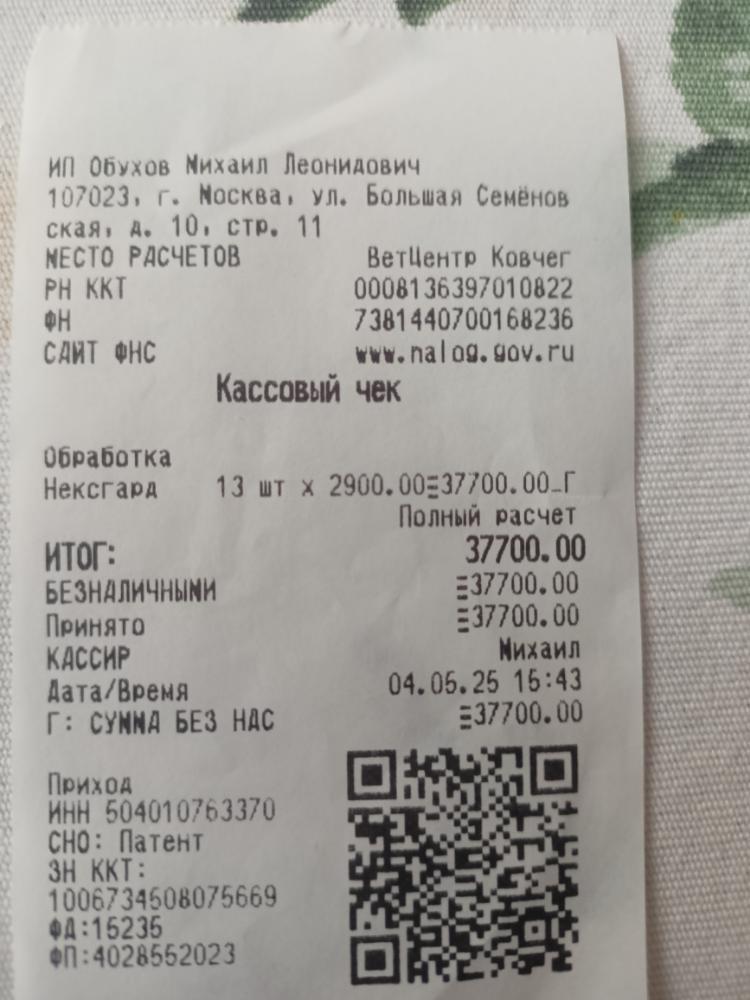 ИП Обухов Михаил Леонидович
107023, г. Москва, ул. Большая Семёнов
ская, д. 10, стр. 11
МЕСТО РАСЧЕТОВ ВетЦентр Ковчег
РН ККТ 0008136397010822
ФН 7381440700168236
САЙТ ФНС www.nalog.gov.ru
Кассовый чек
Обработка
Нексгард 13 шт х 2900.00≡37700.00_Г
Полный расчет
ИТОГ: 37700.00
БЕЗНАЛИЧНЫМИ ≡37700.00
Принято ≡37700.00
КАССИР Михаил
Дата/Время 04.05.25 15:43
Г: СУММА БЕЗ НДС ≡37700.00
Приход
ИНН 504010763370
СНО: Патент
ЗН ККТ:
1006734508075669
ФД:15235
ФП:4028552023